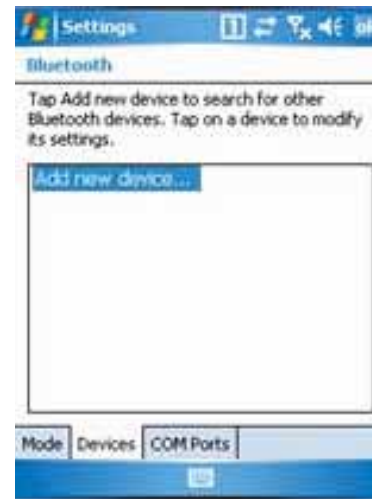 Settings
Bluetooth
Tap Add new device to search for other
Bluetooth devices. Tap on a device to modify
its settings.
Add new device...
Mode Devices COM Ports